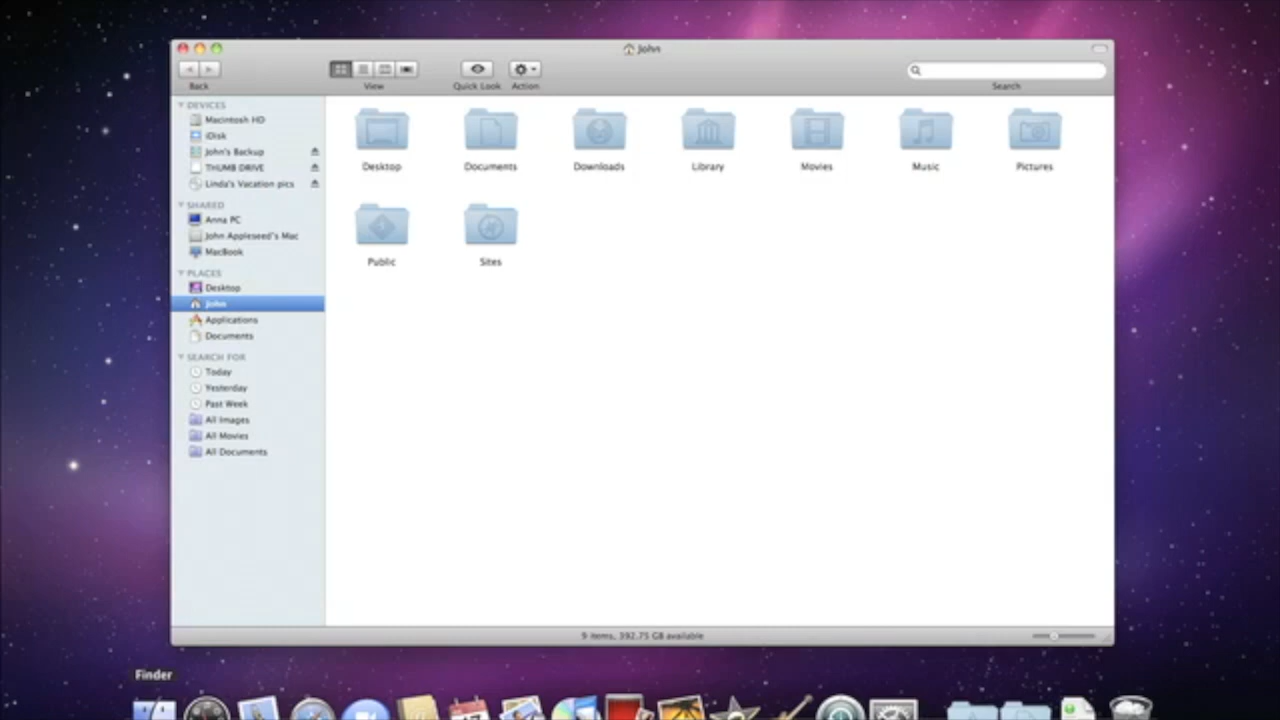 John
Back
View
Quick Look
Action
Search
DEVICES
Macintosh HD
iDisk
John's Backup
THUMB DRIVE
Linda's Vacation pics
SHARED
Anna PC
John Appleseed's Mac
MacBook
PLACES
Desktop
John
Applications
Documents
SEARCH FOR
Today
Yesterday
Past Week
All Images
All Movies
All Documents
Desktop Documents Downloads Library Movies Music Pictures
Public Sites
9 items, 392.75 GB available
Finder